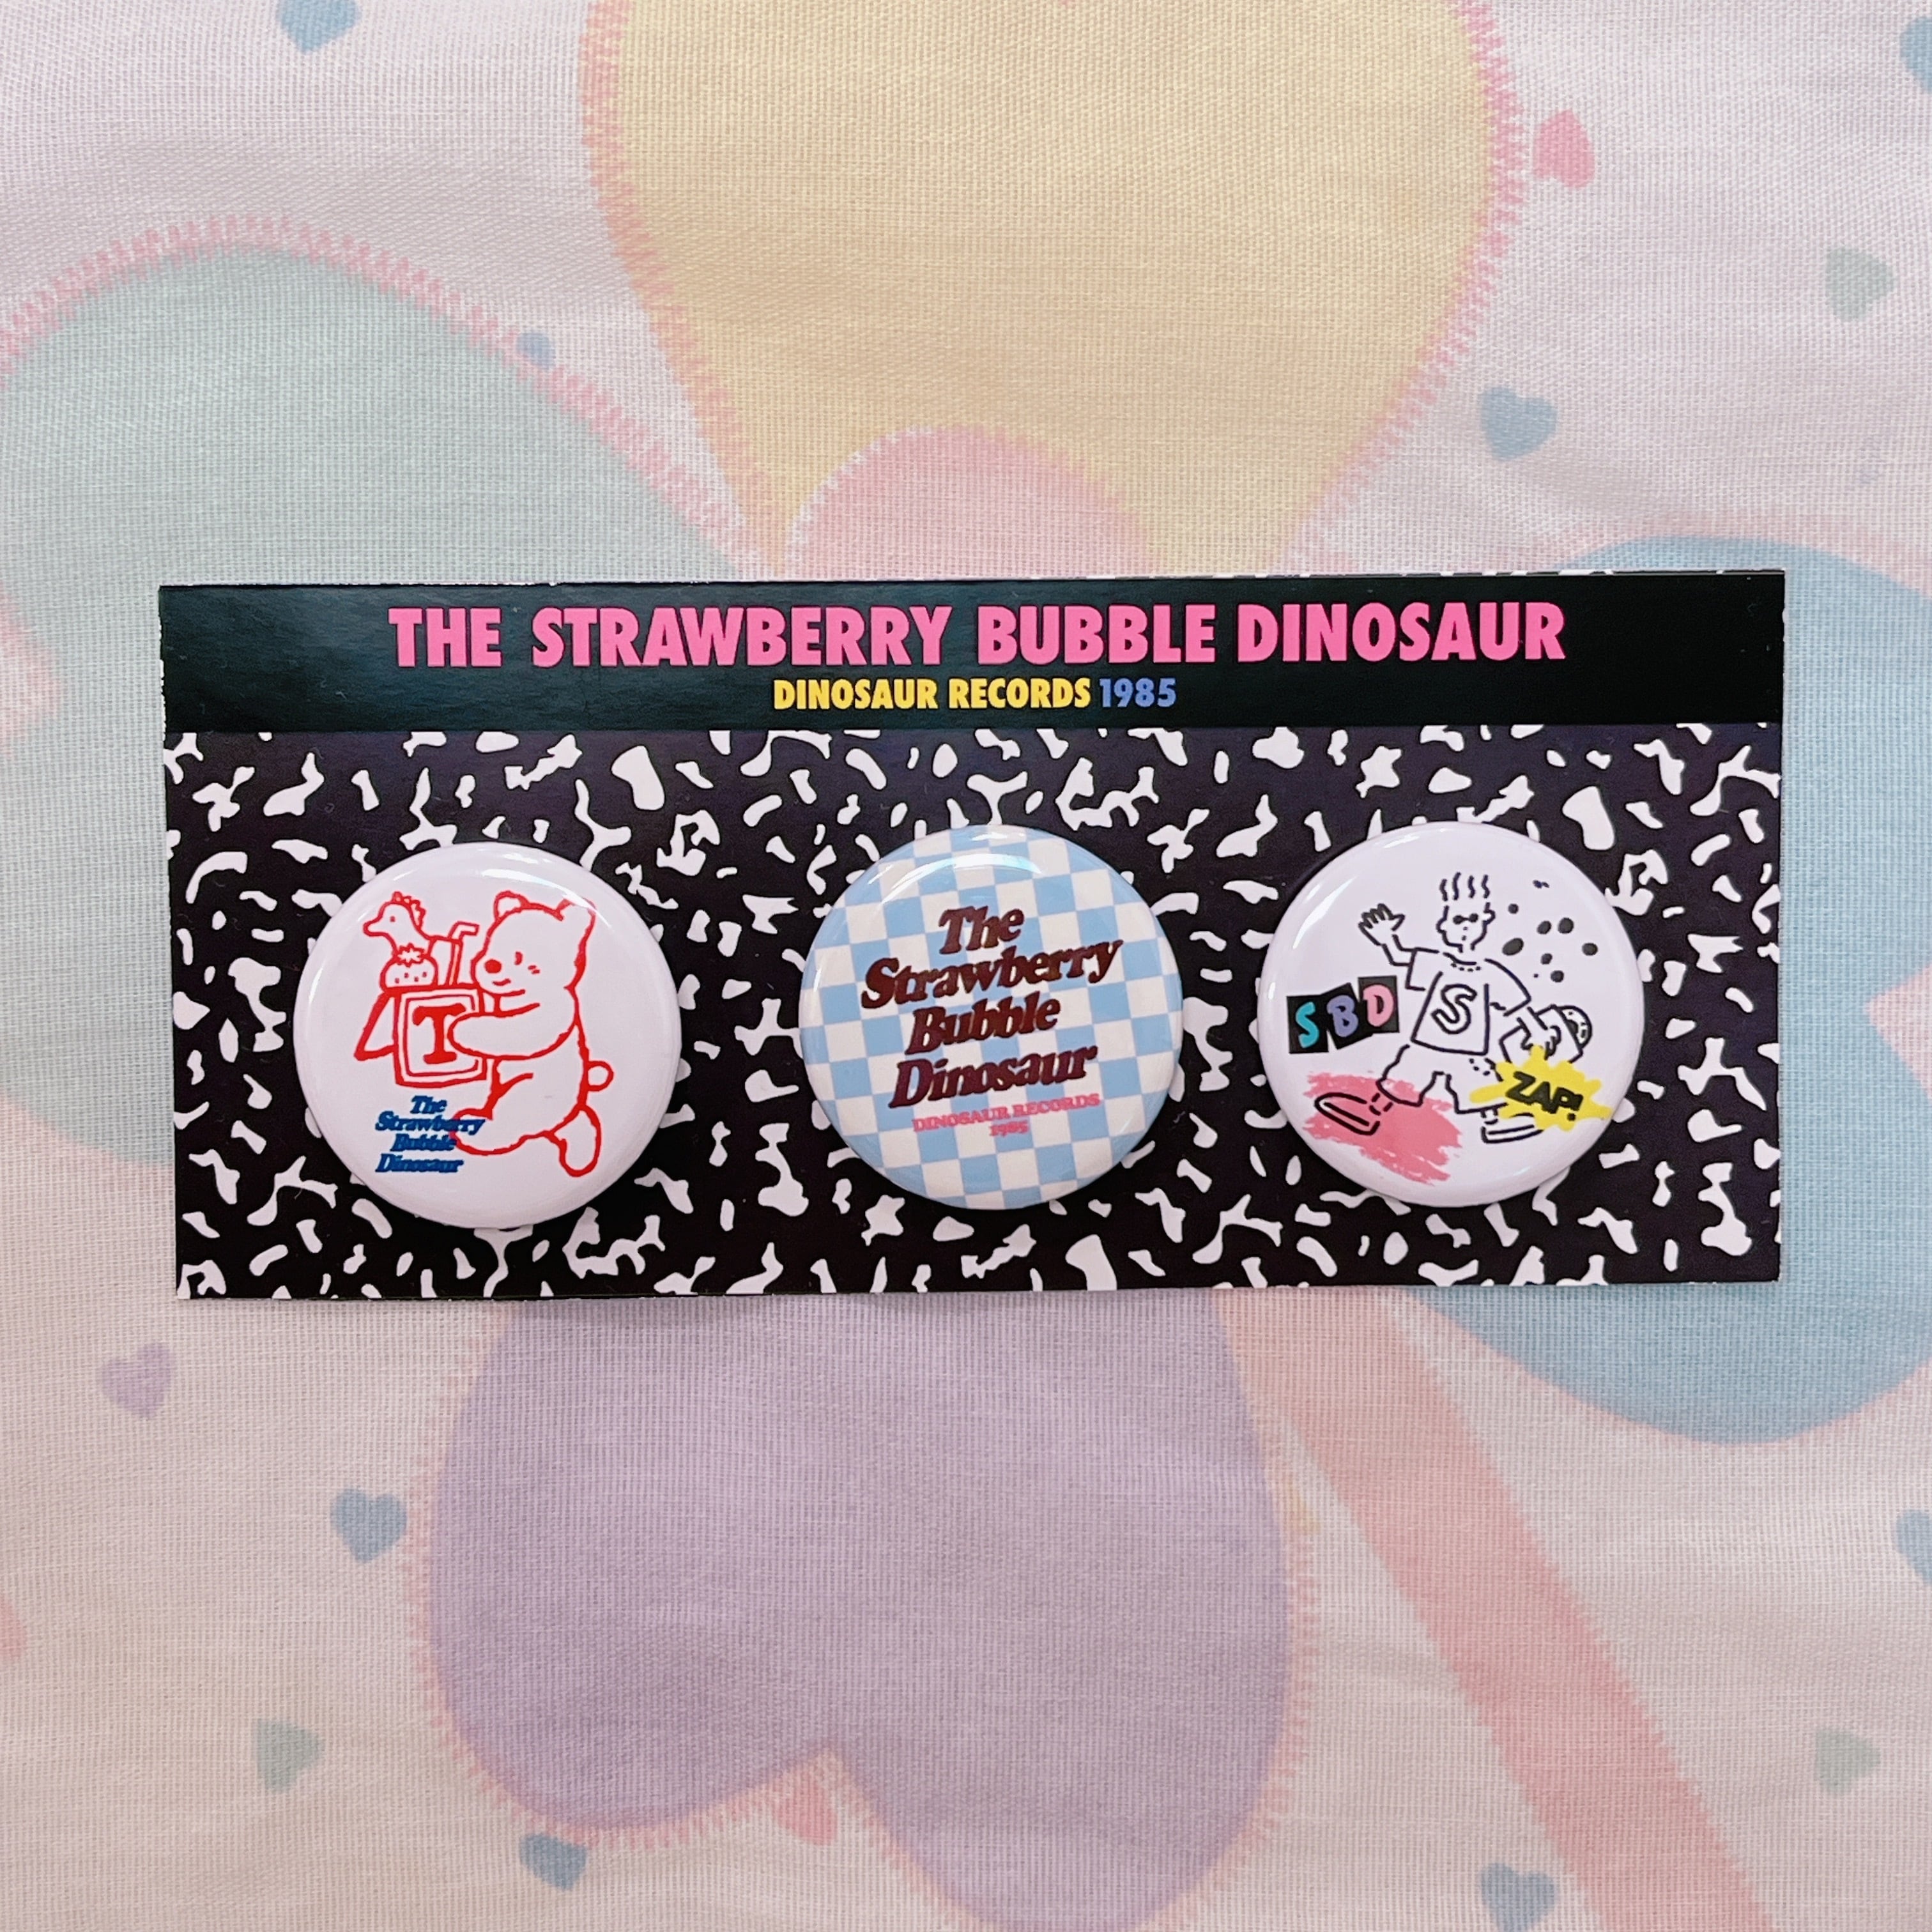 THE STRAWBERRY BUBBLE DINOSAUR
DINOSAUR RECORDS 1985
T
The
Strawberry
Bubble
Dinosaur
The
Strawberry
Bubble
Dinosaur
DINOSAUR RECORDS
1985
S
SBD
ZAP!